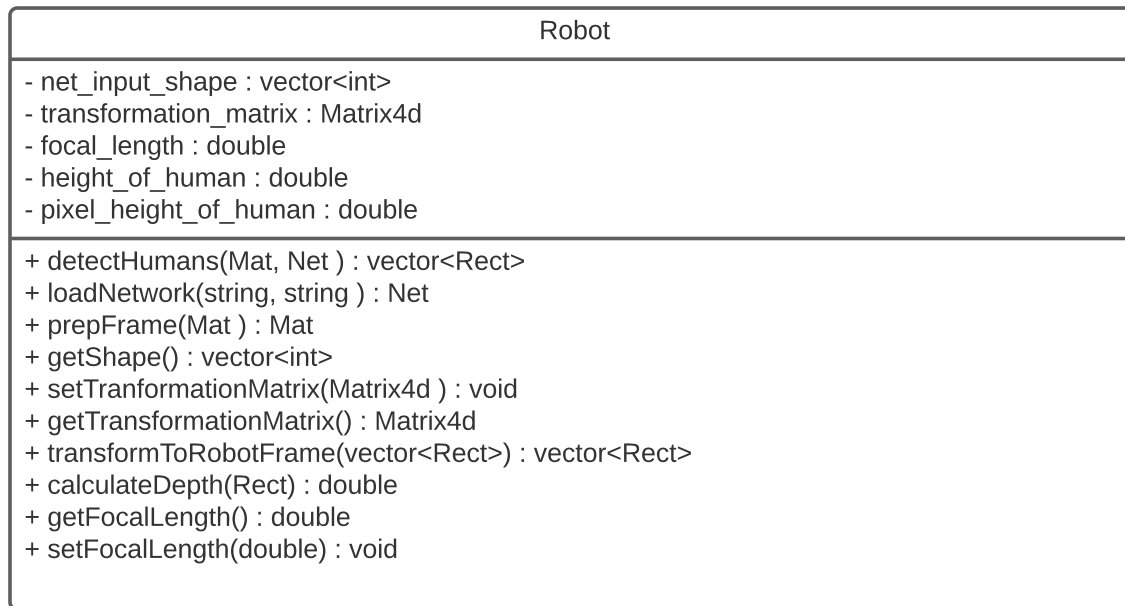 Robot
- net_input_shape : vector<int>
- transformation_matrix : Matrix4d
- focal_length : double
- height_of_human : double
- pixel_height_of_human : double
+ detectHumans(Mat, Net ) : vector<Rect>
+ loadNetwork(string, string ) : Net
+ prepFrame(Mat ) : Mat
+ getShape() : vector<int>
+ setTranformationMatrix(Matrix4d ) : void
+ getTransformationMatrix() : Matrix4d
+ transformToRobotFrame(vector<Rect>) : vector<Rect>
+ calculateDepth(Rect) : double
+ getFocalLength() : double
+ setFocalLength(double) : void